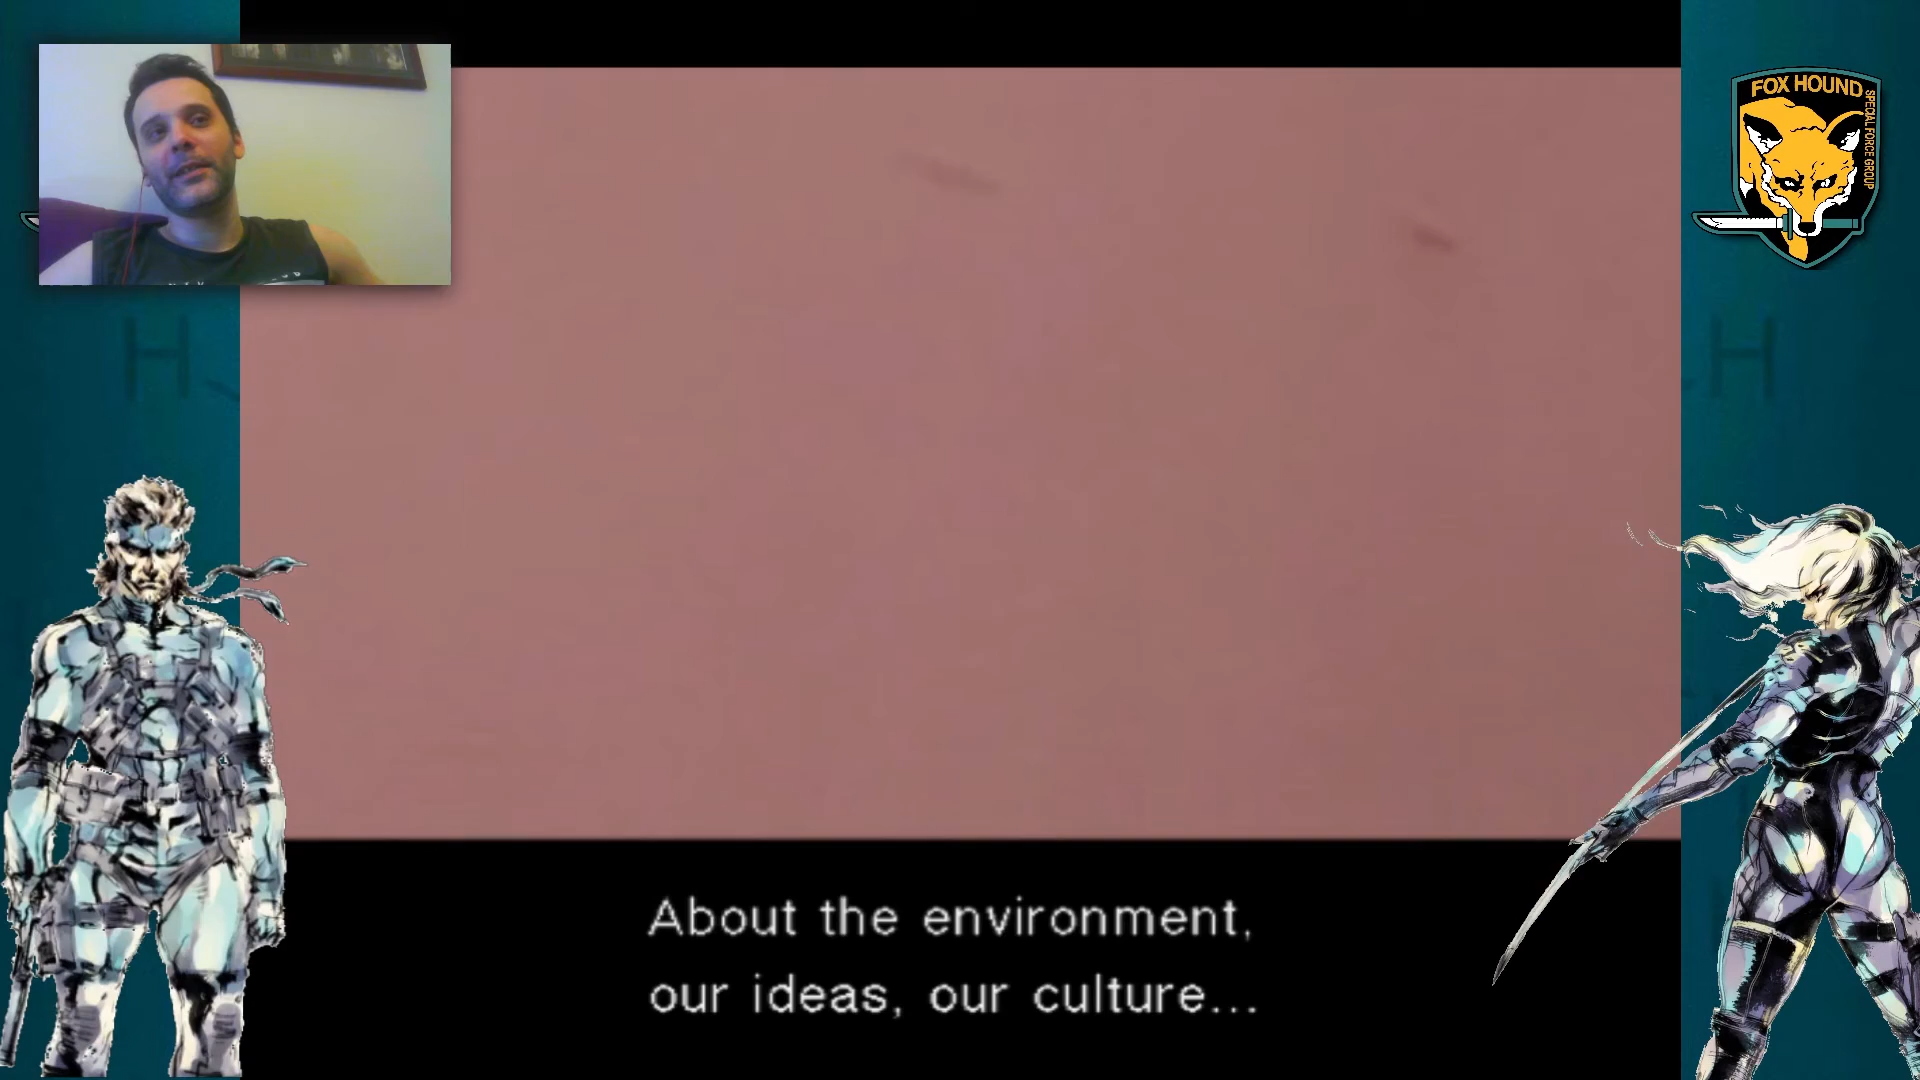 FOX HOUND
SPECIAL FORCE GROUP
About the environment,
our ideas, our culture...